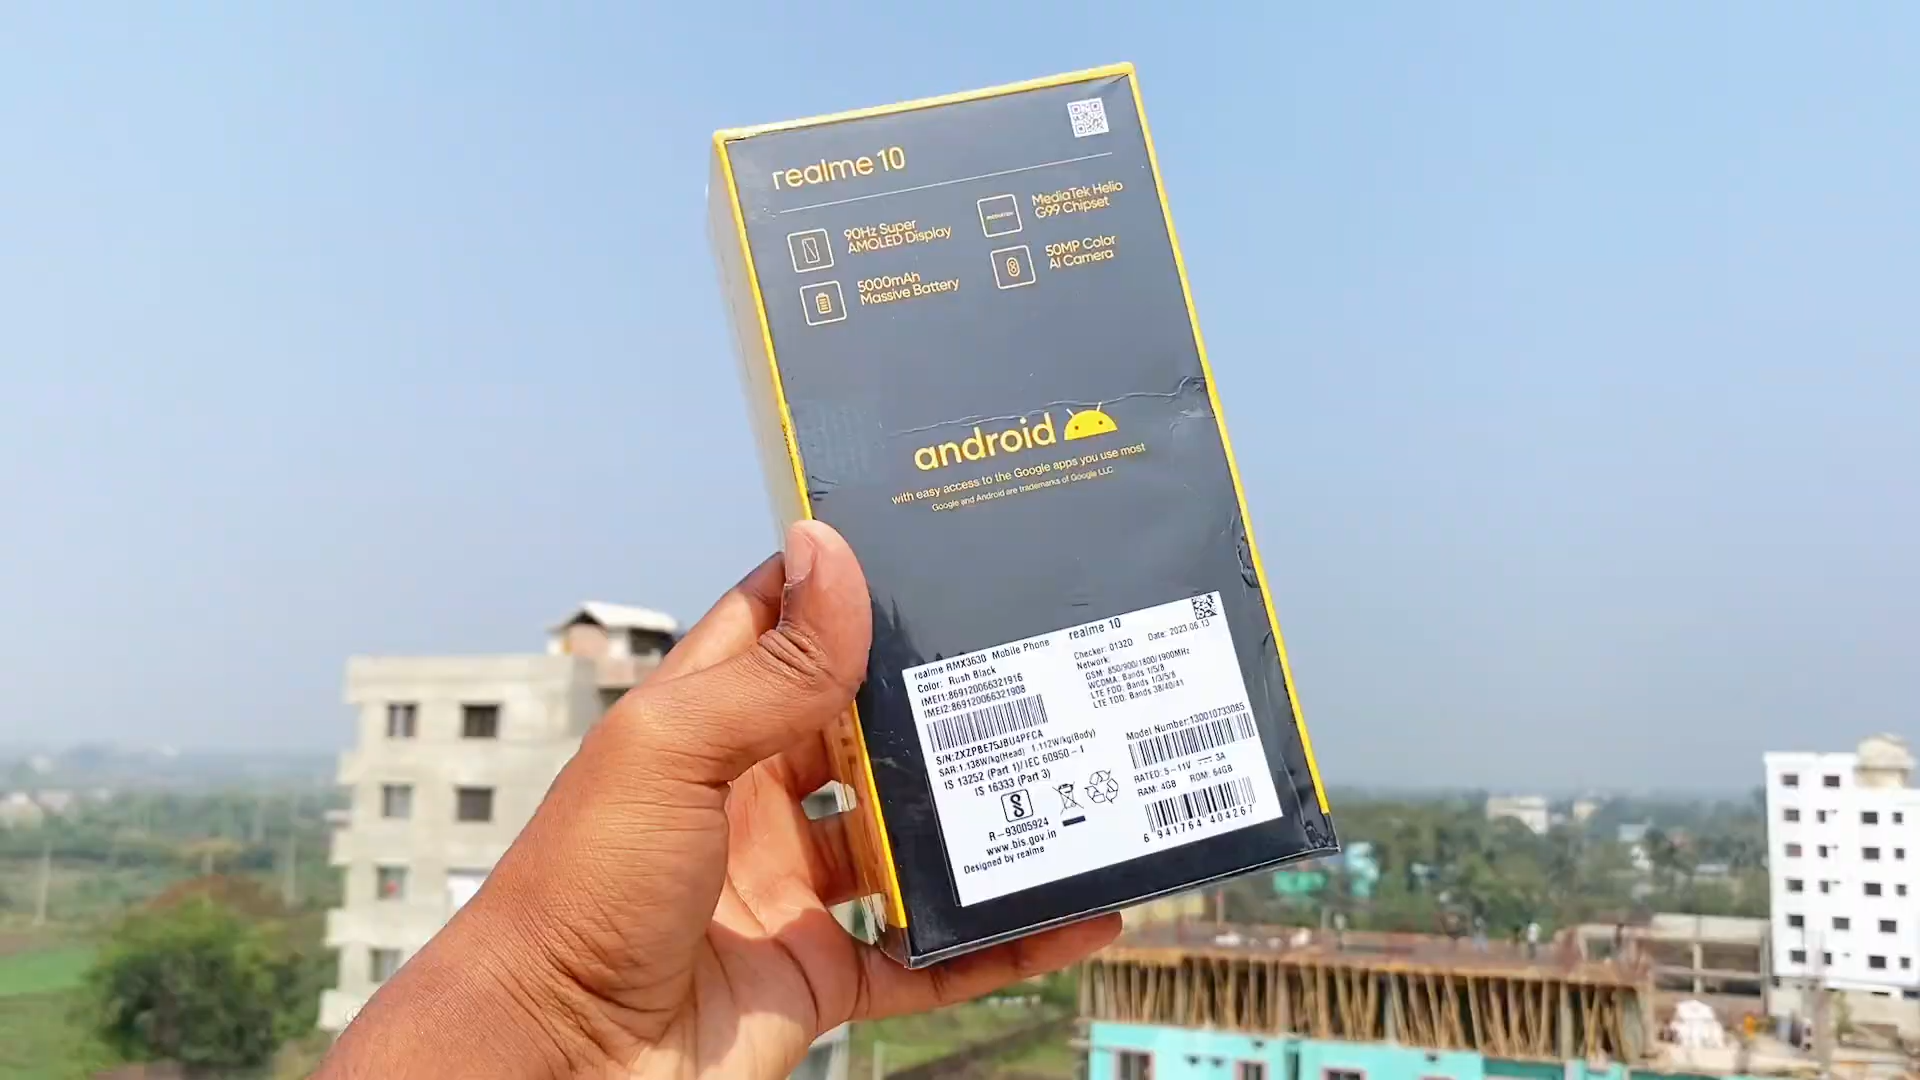 realme 10
90Hz Super
AMOLED Display
MediaTek Helio
G99 Chipset
5000mAh
Massive Battery
50MP Color
AI Camera
android
with easy access to the Google apps you use most
Google and Android are trademarks of Google LLC
realme RMX3630 Mobile Phone
realme 10
Color: Rush Black
IMEI1:869120066321916
IMEI2:869120066321908
Checker: 0132D
Date: 2023.06.13
Network:
GSM: 850/900/1800/1900MHz
WCDMA: Bands 1/5/8
LTE FDD: Bands 1/3/5/8
LTE TDD: Bands 38/40/41
S/N:ZXZPBE75JBU4PFCA
SAR:1.138W/kg(Head) 1.112W/kg(Body)
IS 13252 (Part 1)/IEC 60950-1
IS 16333 (Part 3)
R-93005924
www.bis.gov.in
Designed by realme
Model Number:130010733085
RATED: 5-11V 3A
RAM: 4GB ROM: 64GB
6 941764 404267